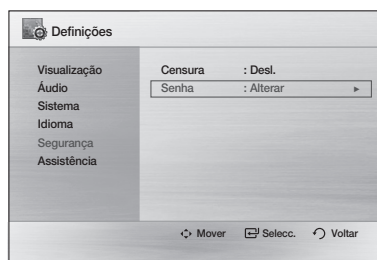 Definições
Visualização
Áudio
Sistema
Idioma
Segurança
Assistência
Censura : Desl.
Senha : Alterar ►
Mover Selecc. Voltar